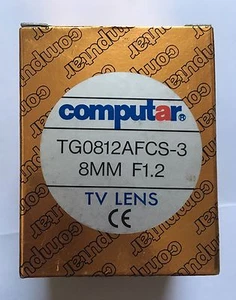 computar
TG0812AFCS-3
8MM F1.2
TV LENS
CE